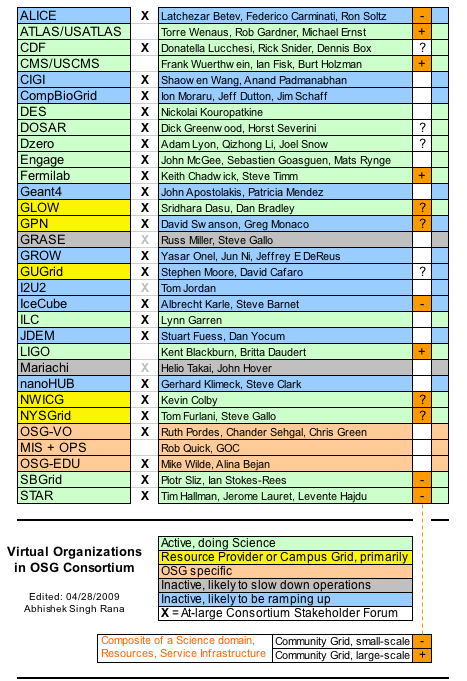 ALICE X Latchezar Betev, Federico Carminati, Ron Soltz -
ATLAS/USATLAS Torre Wenaus, Rob Gardner, Michael Ernst +
CDF X Donatella Lucchesi, Rick Snider, Dennis Box ?
CMS/USCMS Frank Wuerthwein, Ian Fisk, Burt Holzman +
CIGI X Shaowen Wang, Anand Padmanabhan
CompBioGrid X Ion Moraru, Jeff Dutton, Jim Schaff
DES X Nickolai Kouropatkine
DOSAR X Dick Greenwood, Horst Severini ?
Dzero X Adam Lyon, Qizhong Li, Joel Snow ?
Engage X John McGee, Sebastien Goasguen, Mats Rynge
Fermilab X Keith Chadwick, Steve Timm +
Geant4 X John Apostolakis, Patricia Mendez
GLOW X Sridhara Dasu, Dan Bradley ?
GPN X David Swanson, Greg Monaco ?
GRASE X Russ Miller, Steve Gallo
GROW X Yasar Onel, Jun Ni, Jeffrey E DeReus
GUGrid X Stephen Moore, David Cafaro ?
I2U2 X Tom Jordan
IceCube X Albrecht Karle, Steve Barnet -
ILC X Lynn Garren
JDEM X Stuart Fuess, Dan Yocum
LIGO Kent Blackburn, Britta Daudert +
Mariachi X Helio Takai, John Hover
nanoHUB X Gerhard Klimeck, Steve Clark
NWICG X Kevin Colby ?
NYSGrid X Tom Furlani, Steve Gallo ?
OSG-VO X Ruth Pordes, Chander Sehgal, Chris Green
MIS + OPS Rob Quick, GOC
OSG-EDU X Mike Wilde, Alina Bejan
SBGrid X Piotr Sliz, Ian Stokes-Rees -
STAR X Tim Hallman, Jerome Lauret, Levente Hajdu -
Virtual Organizations
in OSG Consortium
Edited: 04/28/2009
Abhishek Singh Rana
Active, doing Science
Resource Provider or Campus Grid, primarily
OSG specific
Inactive, likely to slow down operations
Inactive, likely to be ramping up
X = At-large Consortium Stakeholder Forum
Composite of a Science domain,
Resources, Service Infrastructure
Community Grid, small-scale -
Community Grid, large-scale +